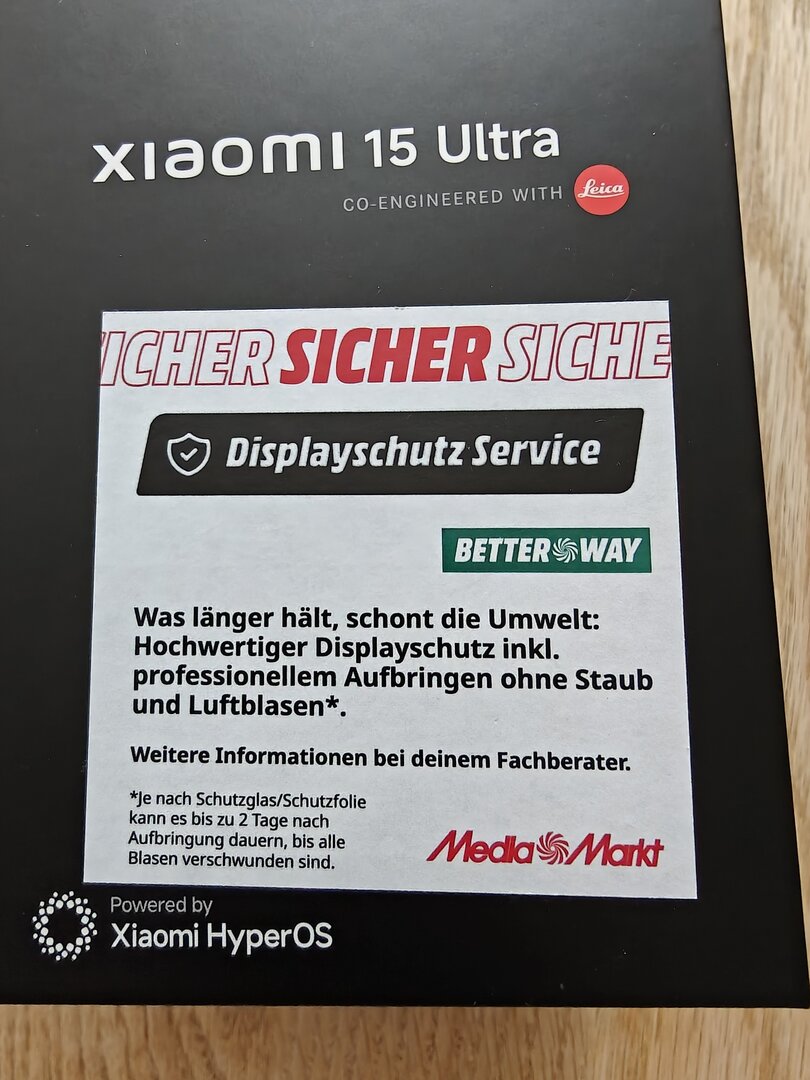 xiaomi 15 Ultra
CO-ENGINEERED WITH Leica
ICHER SICHER SICHE
Displayschutz Service
BETTER WAY
Was länger hält, schont die Umwelt:
Hochwertiger Displayschutz inkl.
professionellem Aufbringen ohne Staub
und Luftblasen*.
Weitere Informationen bei deinem Fachberater.
*Je nach Schutzglas/Schutzfolie
kann es bis zu 2 Tage nach
Aufbringung dauern, bis alle
Blasen verschwunden sind.
Media Markt
Powered by
Xiaomi HyperOS